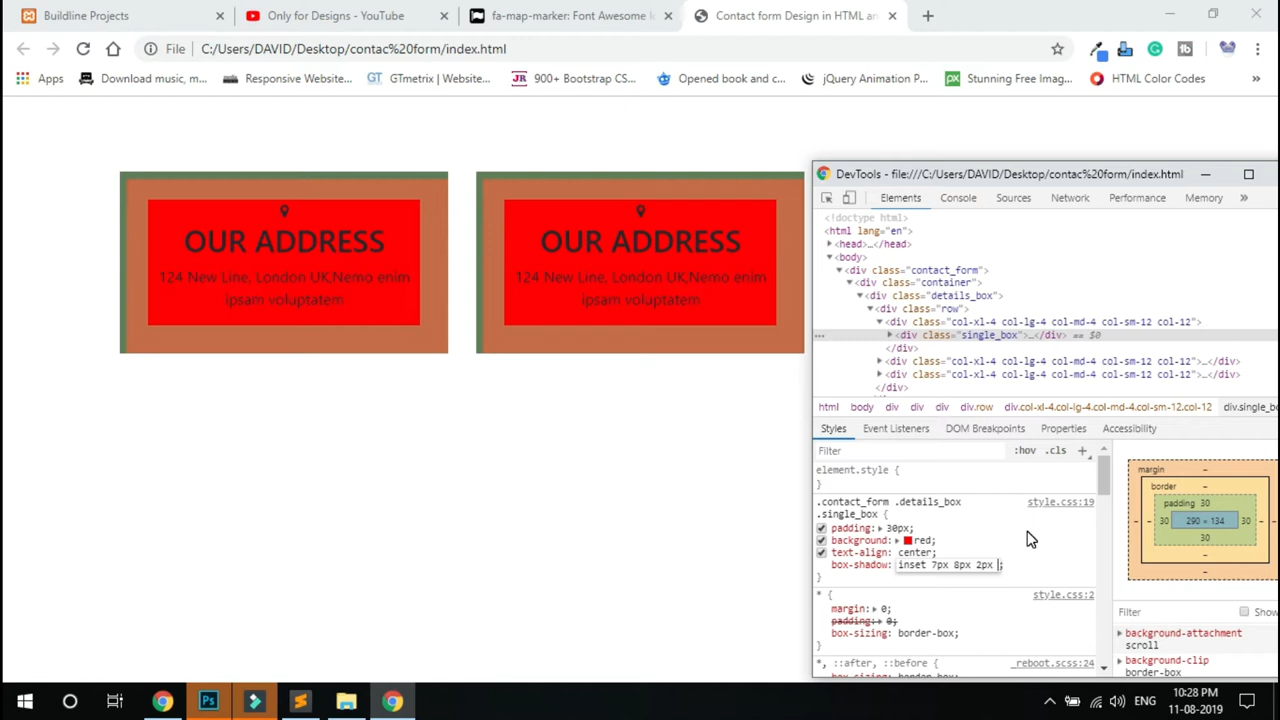 Buildline Projects
Only for Designs - YouTube
fa-map-marker: Font Awesome
Contact form Design in HTML an
File
C:/Users/DAVID/Desktop/contac%20form/index.html
Apps
Download music, m...
Responsive Website...
GT
GTmetrix | Website...
JR
900+ Bootstrap CS...
Opened book and c...
jQuery Animation P...
px
Stunning Free Imag...
HTML Color Codes
»
OUR ADDRESS
124 New Line, London UK,Nemo enim
ipsam voluptatem
OUR ADDRESS
124 New Line, London UK,Nemo enim
ipsam voluptatem
DevTools - file:///C:/Users/DAVID/Desktop/contac%20form/index.html
Elements Console Sources Network Performance Memory »
<!doctype html>
<html lang="en">
<head>…</head>
<body>
<div class="contact_form">
<div class="container">
<div class="details_box">
<div class="row">
<div class="col-xl-4 col-lg-4 col-md-4 col-sm-12 col-12">
<div class="single_box">…</div> == $0
</div>
<div class="col-xl-4 col-lg-4 col-md-4 col-sm-12 col-12">…</div>
<div class="col-xl-4 col-lg-4 col-md-4 col-sm-12 col-12">…</div>
</div>
html body div div div div.row div.col-xl-4.col-lg-4.col-md-4.col-sm-12.col-12 div.single_bo
Styles Event Listeners DOM Breakpoints Properties Accessibility
Filter
:hov .cls +
element.style {
}
.contact_form .details_box
style.css:19
.single_box {
padding: 30px;
background: red;
text-align: center;
box-shadow: inset 7px 8px 2px ;
}
* {
style.css:2
margin: 0;
padding: 0;
box-sizing: border-box;
}
*, ::after, ::before {
_reboot.scss:24
box-sizing: border-box;
margin –
border –
padding 30
– – 30 290 × 134 30 – –
30
–
–
Filter
Show
background-attachment
scroll
background-clip
border-box
Ps
ENG
10:28 PM
11-08-2019